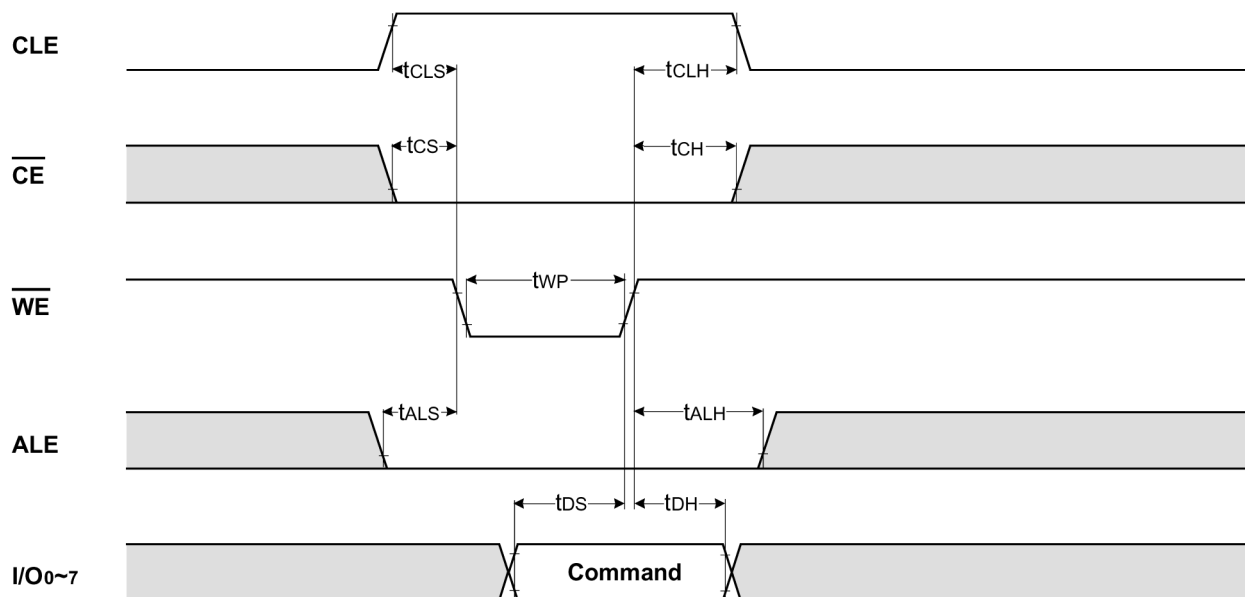 CLE
tCLS
tCLH
CE
tCS
tCH
WE
tWP
ALE
tALS
tALH
tDS
tDH
I/O0~7
Command